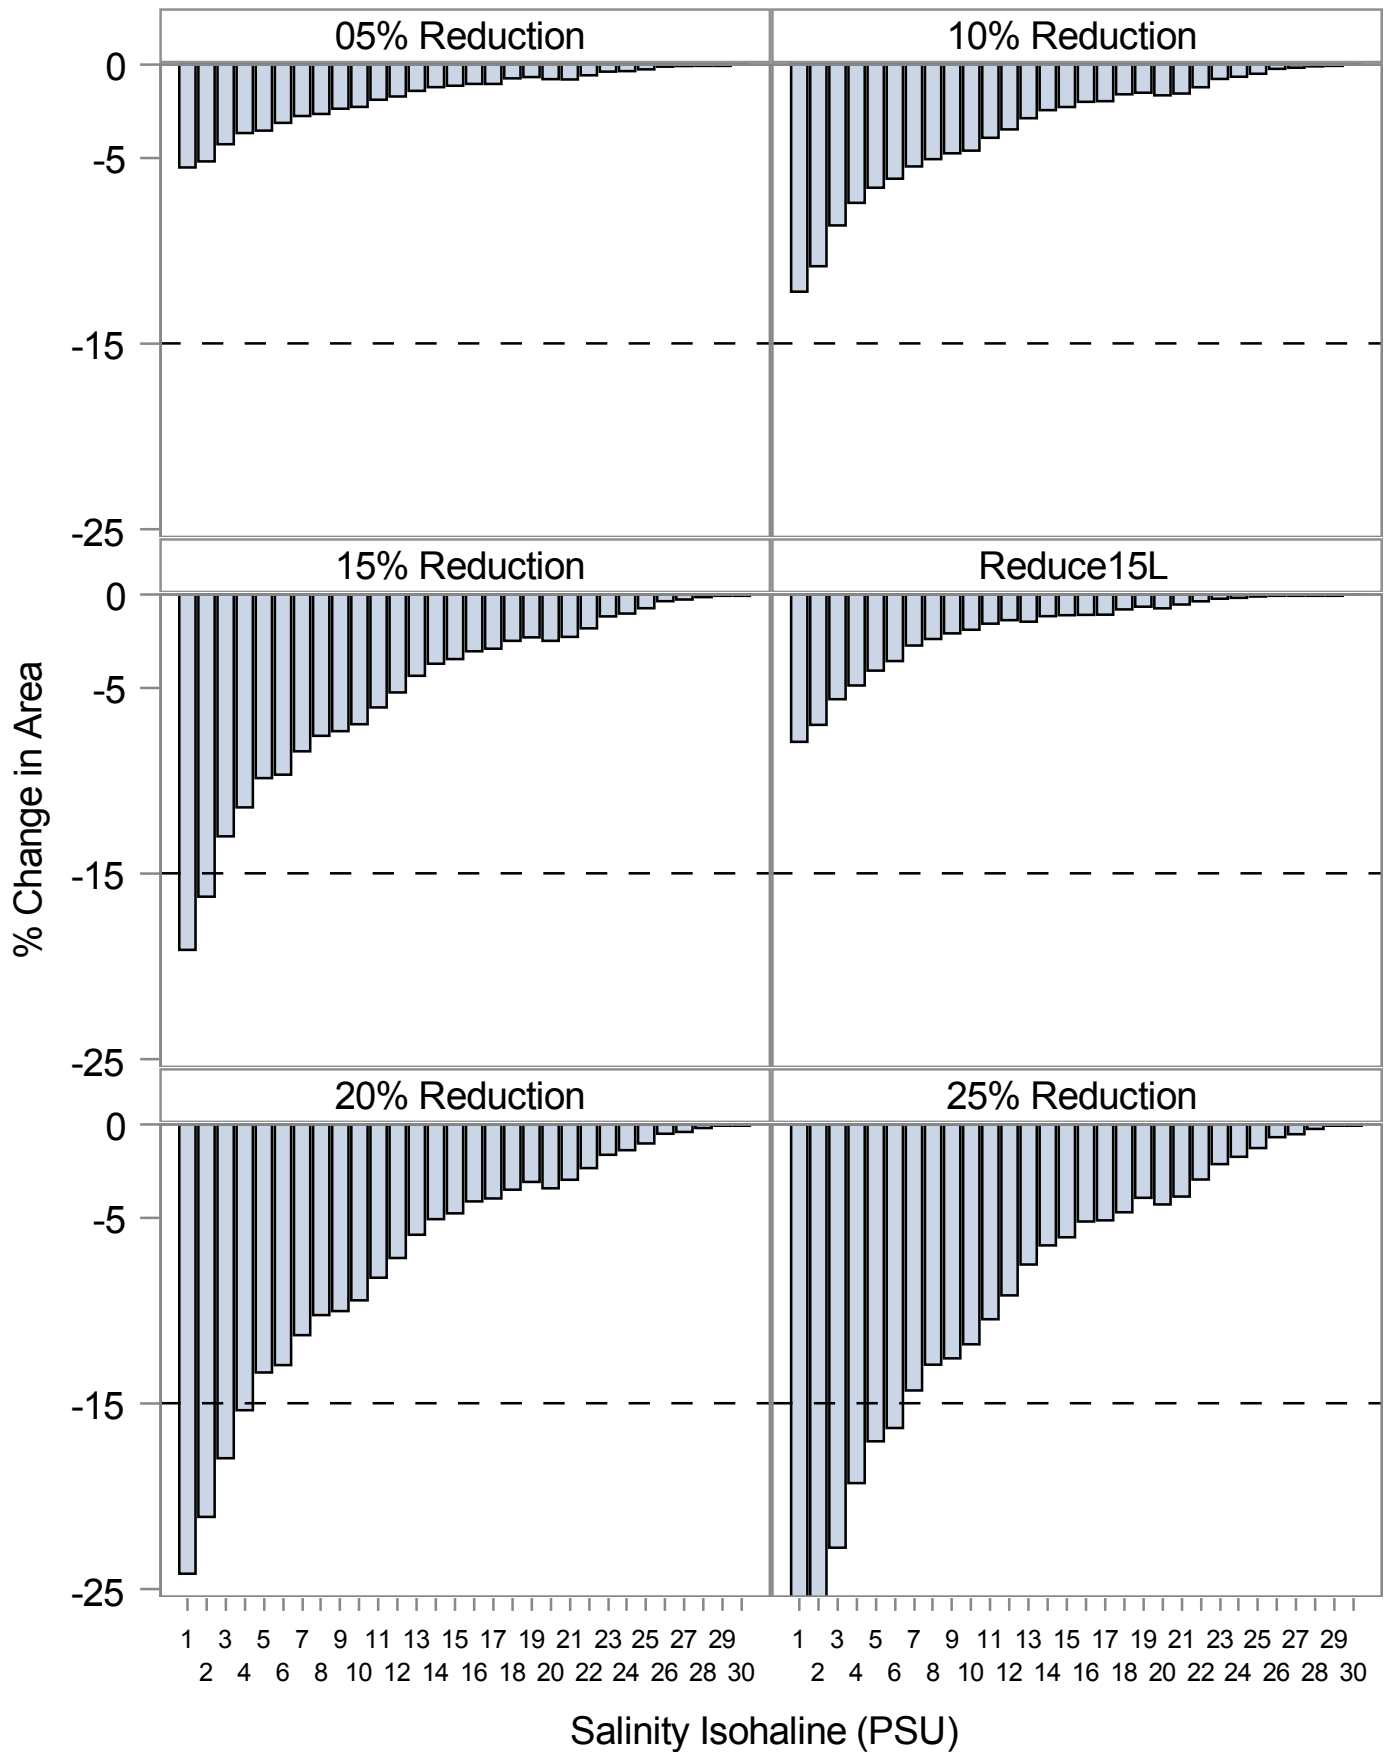 05% Reduction
10% Reduction
0
-5
-15
-25
15% Reduction
Reduce15L
0
-5
-15
-25
20% Reduction
25% Reduction
0
-5
-15
-25
% Change in Area
1 3 5 7 9 11 13 15 17 19 21 23 25 27 29
2 4 6 8 10 12 14 16 18 20 22 24 26 28 30
1 3 5 7 9 11 13 15 17 19 21 23 25 27 29
2 4 6 8 10 12 14 16 18 20 22 24 26 28 30
Salinity Isohaline (PSU)